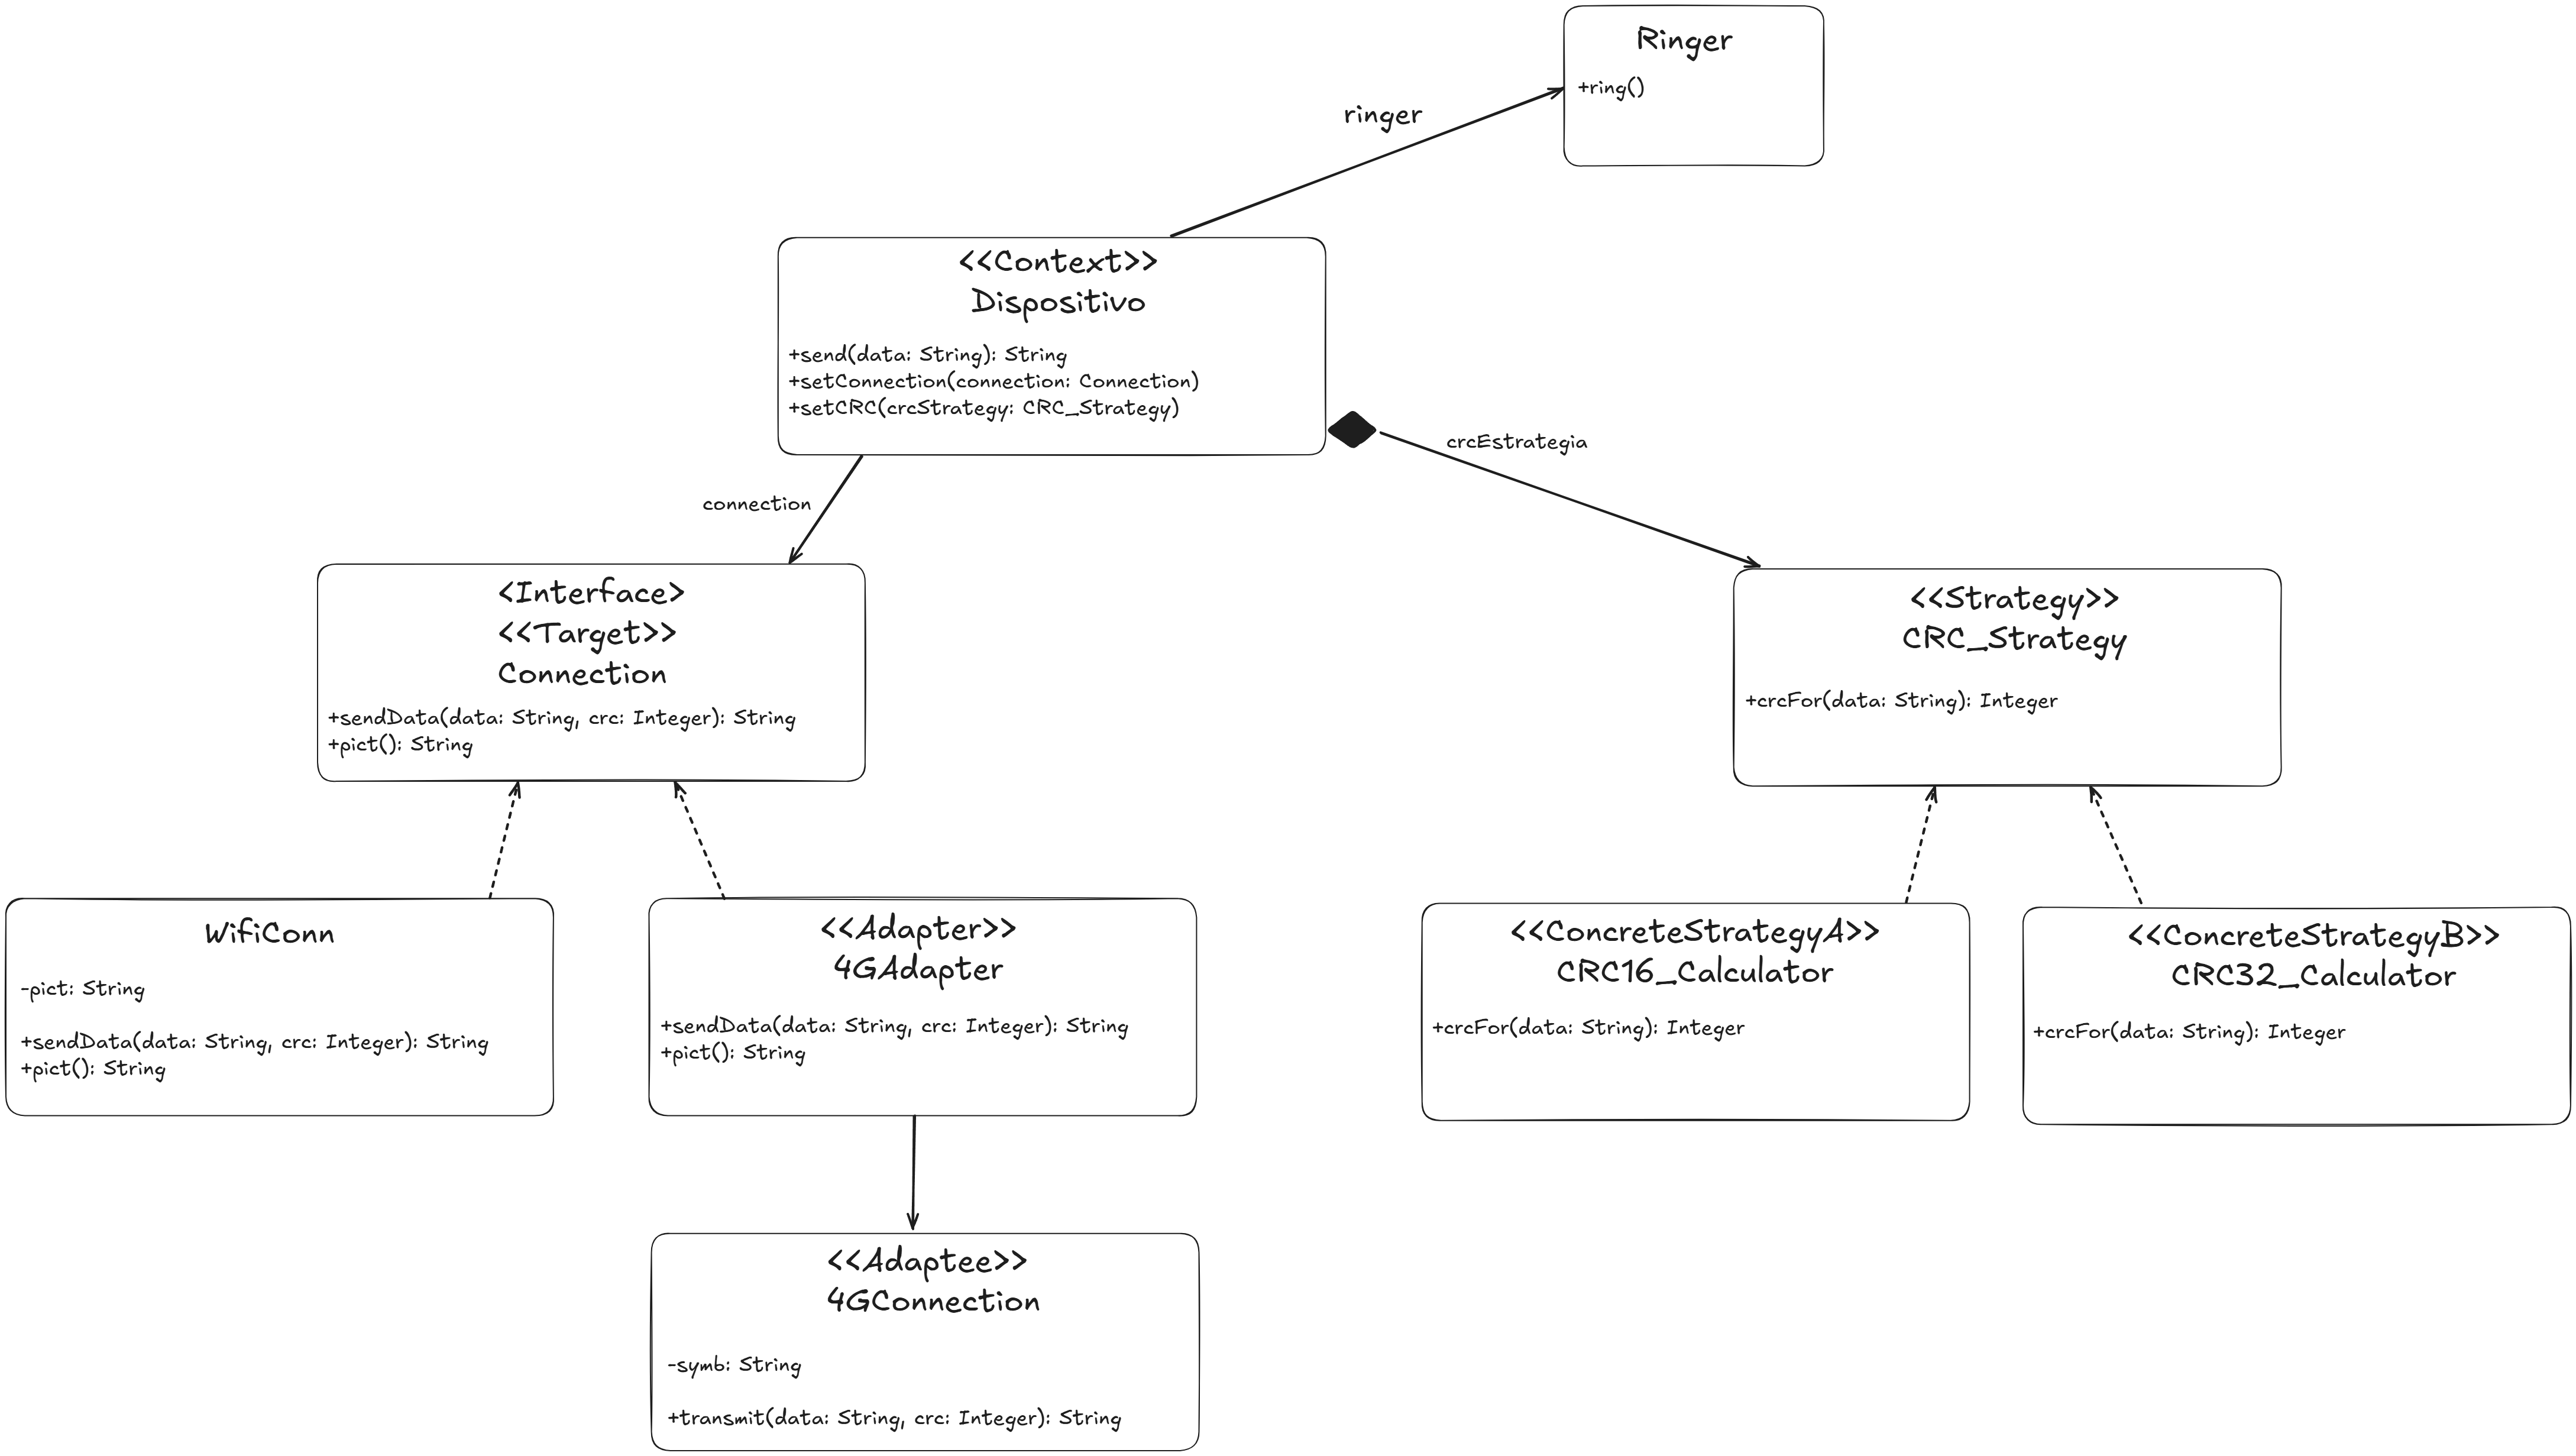 Ringer
+ring()
ringer
<<Context>>
Dispositivo
+send(data: String): String
+setConnection(connection: Connection)
+setCRC(crcStrategy: CRC_Strategy)
crcEstrategia
connection
<Interface>
<<Target>>
Connection
+sendData(data: String, crc: Integer): String
+pict(): String
<<Strategy>>
CRC_Strategy
+crcFor(data: String): Integer
WifiConn
-pict: String
+sendData(data: String, crc: Integer): String
+pict(): String
<<Adapter>>
4GAdapter
+sendData(data: String, crc: Integer): String
+pict(): String
<<ConcreteStrategyA>>
CRC16_Calculator
+crcFor(data: String): Integer
<<ConcreteStrategyB>>
CRC32_Calculator
+crcFor(data: String): Integer
<<Adaptee>>
4GConnection
-symb: String
+transmit(data: String, crc: Integer): String